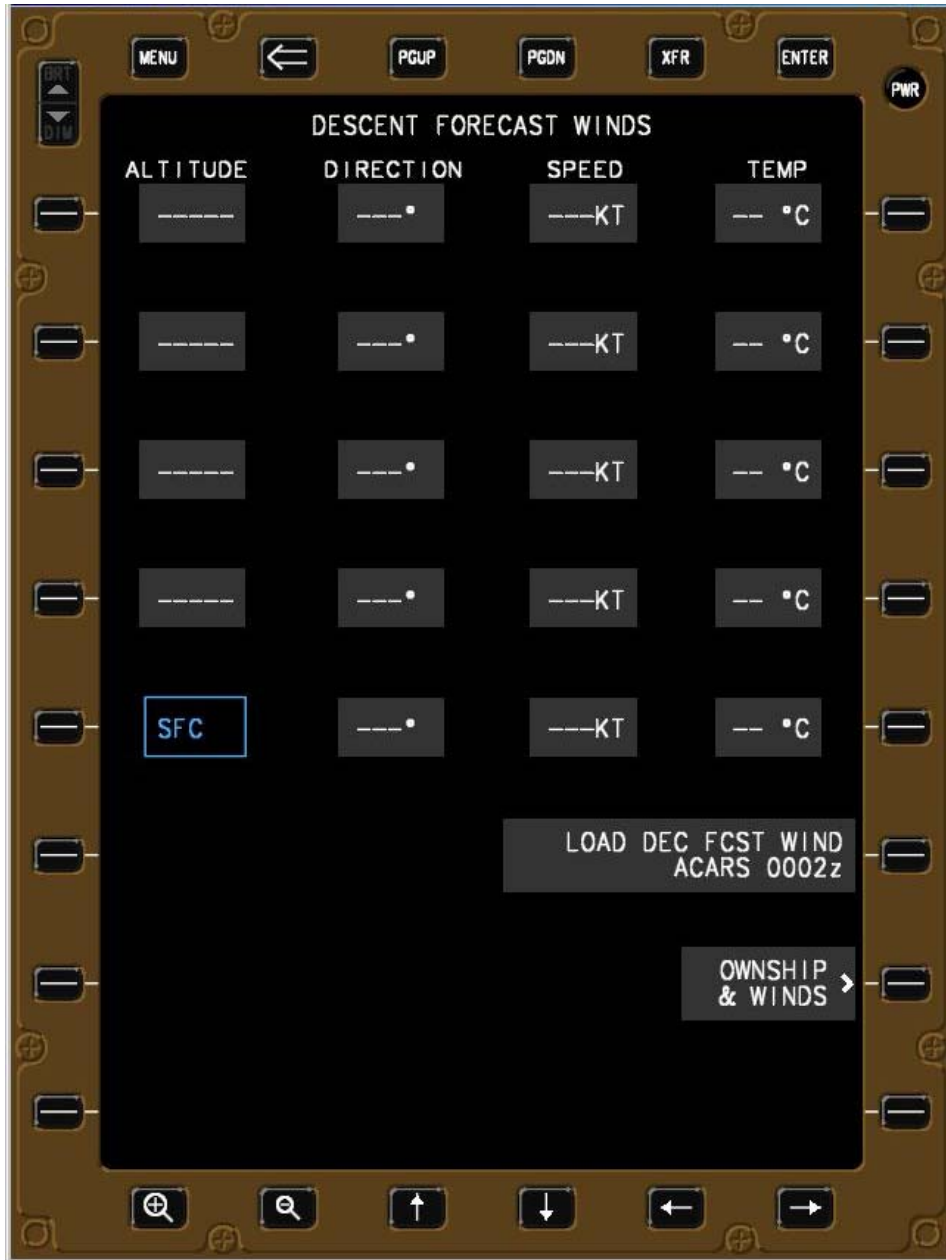 MENU PGUP PGDN XFR ENTER
BRT
DIM
PWR
DESCENT FORECAST WINDS
ALTITUDE DIRECTION SPEED TEMP
----- ---° ---KT -- °C
----- ---° ---KT -- °C
----- ---° ---KT -- °C
----- ---° ---KT -- °C
SFC ---° ---KT -- °C
LOAD DEC FCST WIND
ACARS 0002z
OWNSHIP >
& WINDS